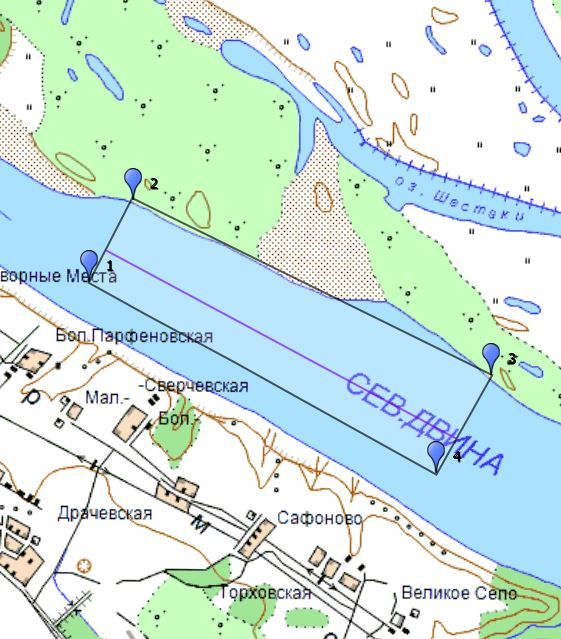 2
оз. Шестаки
1
ворные Места
Бол.Парфеновская
3
-Сверчевская
Мал.-
СЕВ.ДВИНА
Бол.-
4
р
Драчевская
М
Сафоново
Торховская
Великое Село